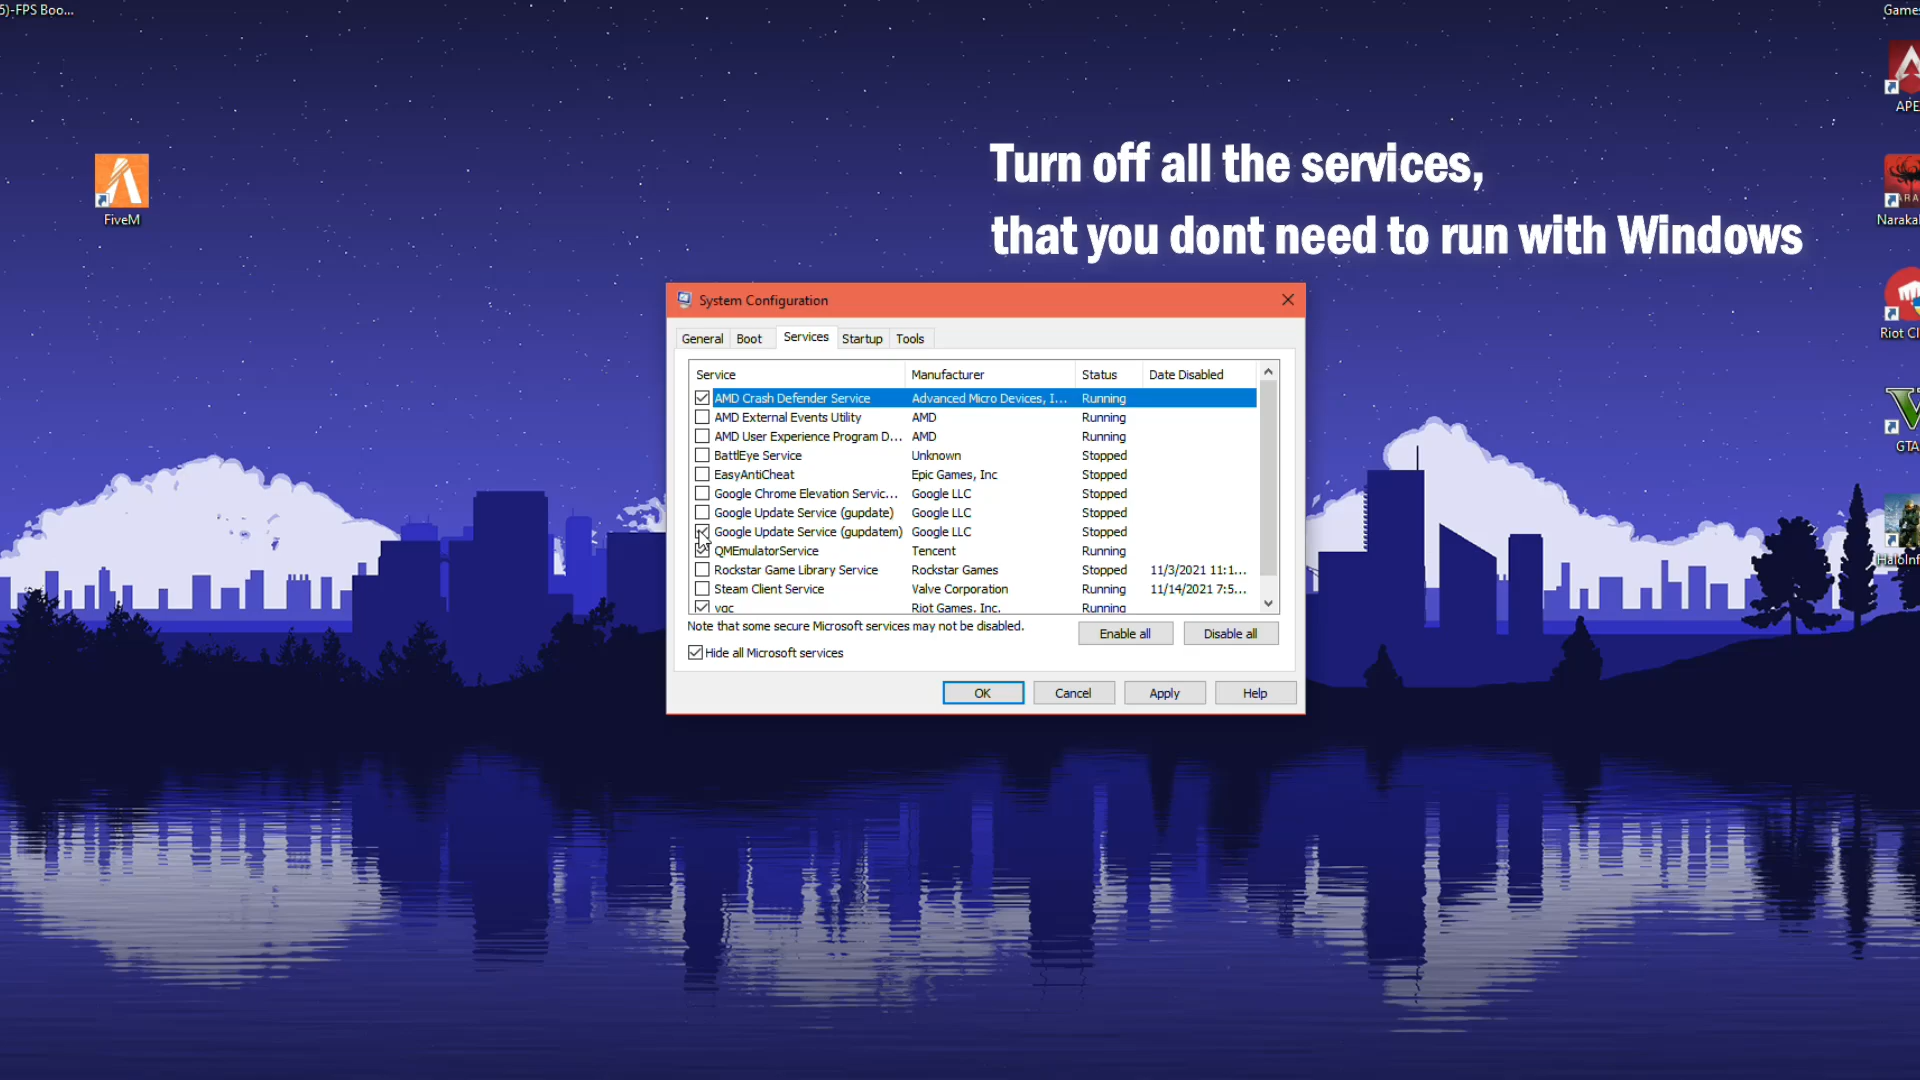 5)-FPS Boo...
Games
APE
FiveM
Naraka
Riot Cl
GTA
HaloInf
Turn off all the services,
that you dont need to run with Windows
System Configuration
General Boot Services Startup Tools
Service Manufacturer Status Date Disabled
AMD Crash Defender Service Advanced Micro Devices, I... Running
AMD External Events Utility AMD Running
AMD User Experience Program D... AMD Running
BattlEye Service Unknown Stopped
EasyAntiCheat Epic Games, Inc Stopped
Google Chrome Elevation Servic... Google LLC Stopped
Google Update Service (gupdate) Google LLC Stopped
Google Update Service (gupdatem) Google LLC Stopped
QMEmulatorService Tencent Running
Rockstar Game Library Service Rockstar Games Stopped 11/3/2021 11:1...
Steam Client Service Valve Corporation Running 11/14/2021 7:5...
vgc Riot Games, Inc. Running
Note that some secure Microsoft services may not be disabled.
Enable all Disable all
Hide all Microsoft services
OK Cancel Apply Help